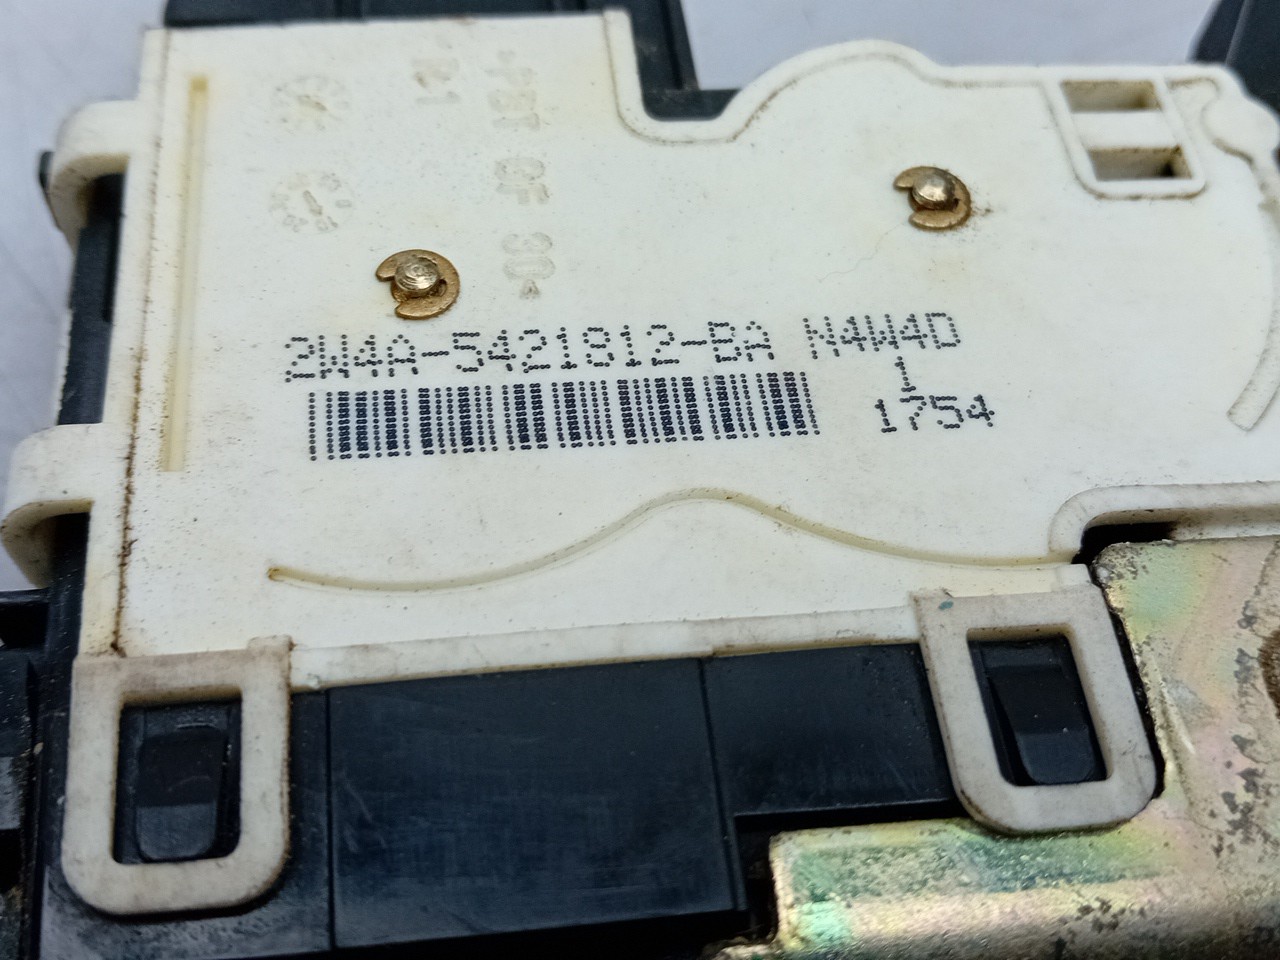 2W4A-5421812-BA N4W4D
1
1754
>PBT GF 30<